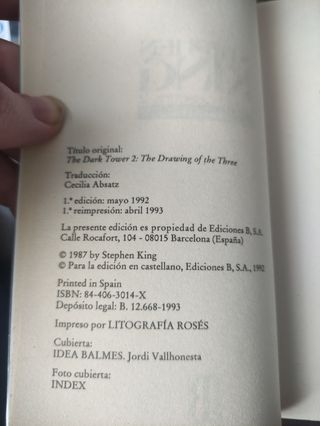 Título original:
The Dark Tower 2: The Drawing of the Three
Traducción:
Cecilia Absatz
1.ª edición: mayo 1992
1.ª reimpresión: abril 1993
La presente edición es propiedad de Ediciones B, S.A.
Calle Rocafort, 104 - 08015 Barcelona (España)
© 1987 by Stephen King
© Para la edición en castellano, Ediciones B, S.A., 1992
Printed in Spain
ISBN: 84-406-3014-X
Depósito legal: B. 12.668-1993
Impreso por LITOGRAFÍA ROSÉS
Cubierta:
IDEA BALMES. Jordi Vallhonesta
Foto cubierta:
INDEX